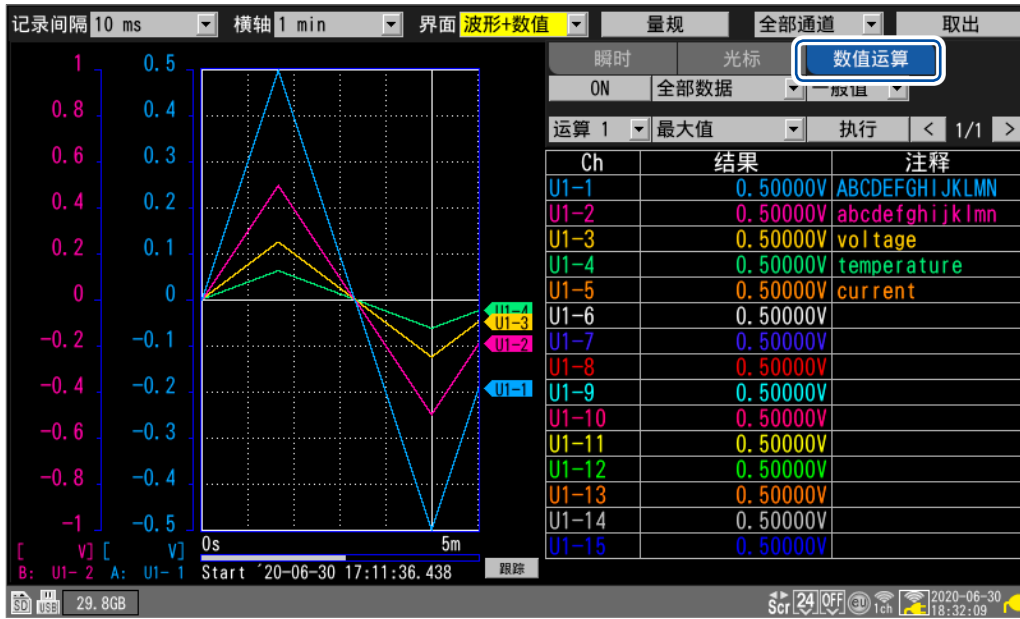 记录间隔 10 ms 横轴 1 min 界面 波形+数值 量规 全部通道 取出
瞬时 光标 数值运算
ON 全部数据 一般值
运算 1 最大值 执行 < 1/1 >
Ch 结果 注释
U1-1 0.50000V ABCDEFGHIJKLMN
U1-2 0.50000V abcdefghijklmn
U1-3 0.50000V voltage
U1-4 0.50000V temperature
U1-5 0.50000V current
U1-6 0.50000V
U1-7 0.50000V
U1-8 0.50000V
U1-9 0.50000V
U1-10 0.50000V
U1-11 0.50000V
U1-12 0.50000V
U1-13 0.50000V
U1-14 0.50000V
U1-15 0.50000V
1 0.5
0.8 0.4
0.6 0.3
0.4 0.2
0.2 0.1
0 0
-0.2 -0.1
-0.4 -0.2
-0.6 -0.3
-0.8 -0.4
-1 -0.5
U1-4
U1-3
U1-2
U1-1
[ V] [ V] 0s 5m
B: U1- 2 A: U1- 1 Start ´20-06-30 17:11:36.438 跟踪
SD USB 29.8GB Scr 24 OFF au 1ch 2020-06-30
18:32:09